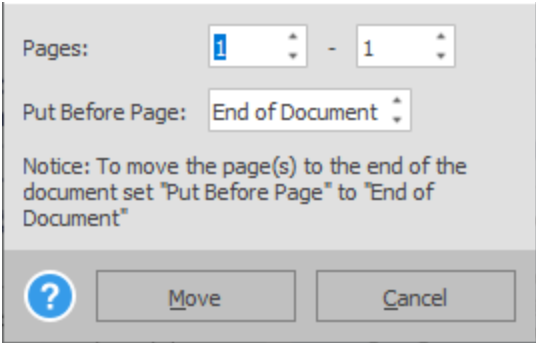 Pages: 1 - 1
Put Before Page: End of Document
Notice: To move the page(s) to the end of the
document set "Put Before Page" to "End of
Document"
? Move Cancel